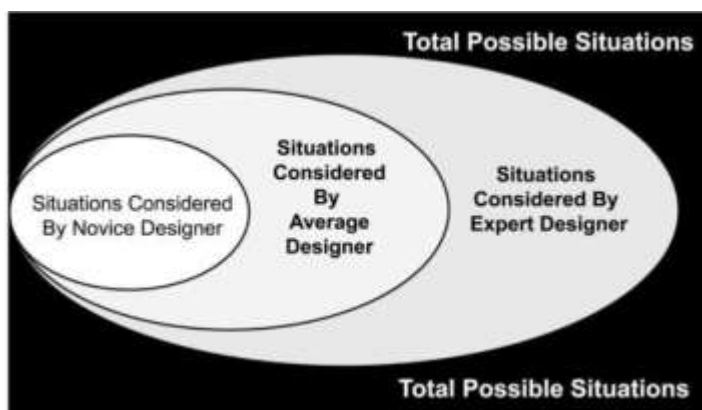 Total Possible Situations
Situations Considered
By Novice Designer
Situations
Considered
By
Average
Designer
Situations
Considered By
Expert Designer
Total Possible Situations